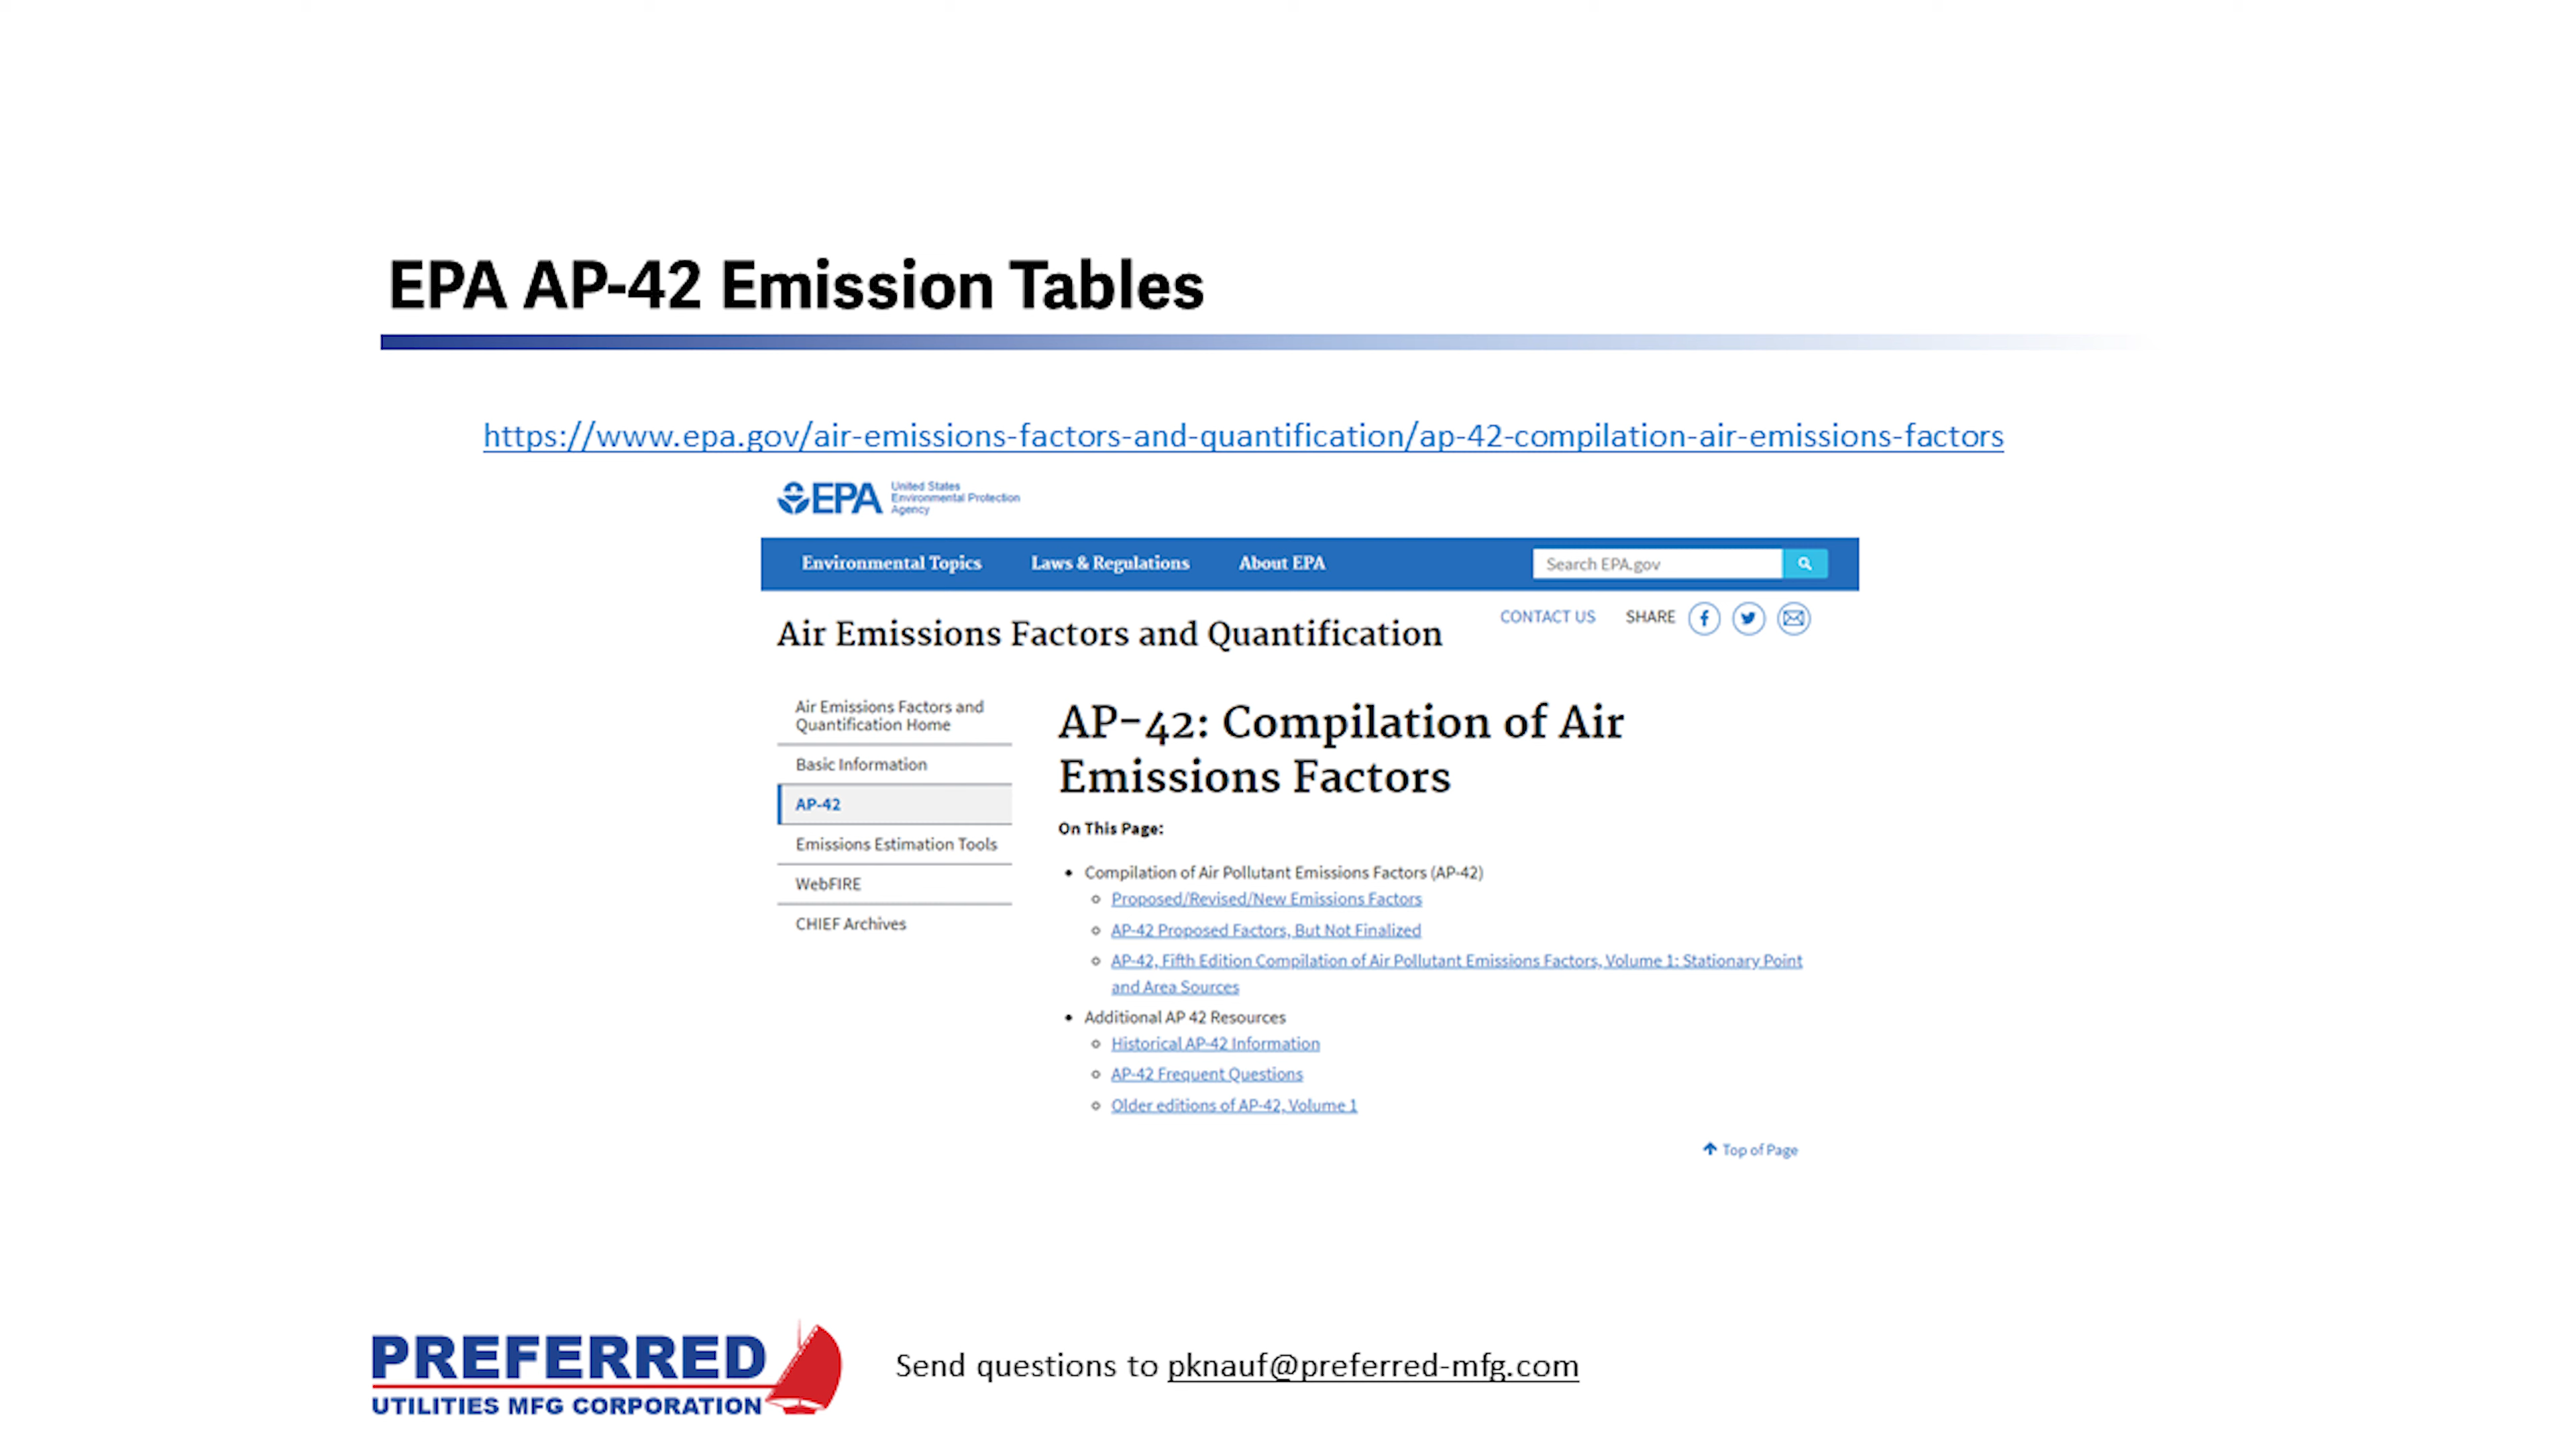 EPA AP-42 Emission Tables
https://www.epa.gov/air-emissions-factors-and-quantification/ap-42-compilation-air-emissions-factors
EPA
United States
Environmental Protection
Agency
Environmental Topics
Laws & Regulations
About EPA
Search EPA.gov
Air Emissions Factors and Quantification
CONTACT US
SHARE
Air Emissions Factors and
Quantification Home
Basic Information
AP-42
Emissions Estimation Tools
WebFIRE
CHIEF Archives
AP-42: Compilation of Air
Emissions Factors
On This Page:
• Compilation of Air Pollutant Emissions Factors (AP-42)
Proposed/Revised/New Emissions Factors
AP-42 Proposed Factors, But Not Finalized
AP-42, Fifth Edition Compilation of Air Pollutant Emissions Factors, Volume 1: Stationary Point
and Area Sources
• Additional AP 42 Resources
Historical AP-42 Information
AP-42 Frequent Questions
Older editions of AP-42, Volume 1
Top of Page
PREFERRED
UTILITIES MFG CORPORATION
Send questions to pknauf@preferred-mfg.com